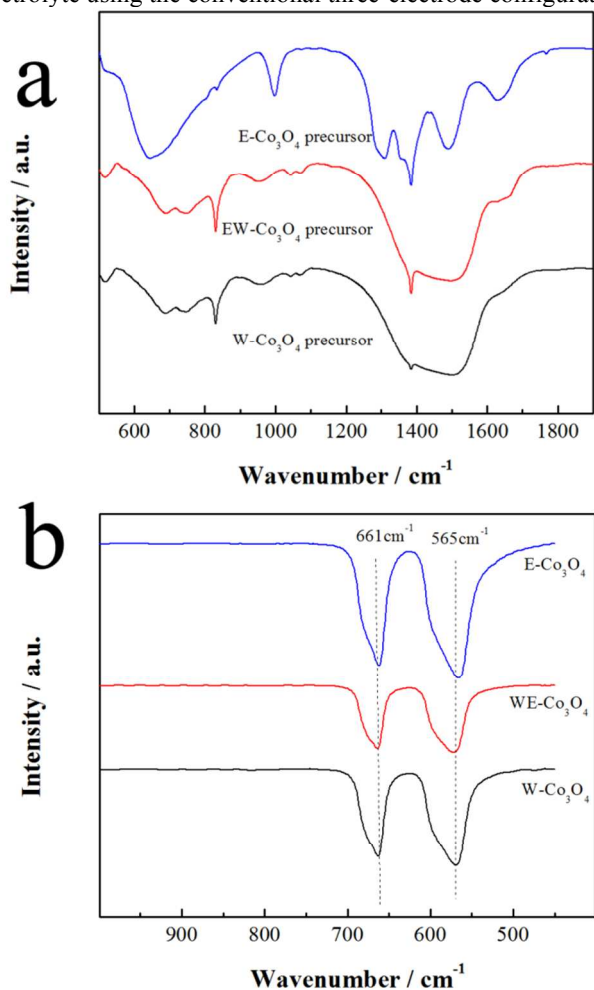 ctrolyte using the conventional three-electrode configurat
a
Intensity / a.u.
E-Co₃O₄ precursor
EW-Co₃O₄ precursor
W-Co₃O₄ precursor
600 800 1000 1200 1400 1600 1800
Wavenumber / cm⁻¹
b
Intensity / a.u.
661cm⁻¹ 565cm⁻¹
E-Co₃O₄
WE-Co₃O₄
W-Co₃O₄
900 800 700 600 500
Wavenumber / cm⁻¹